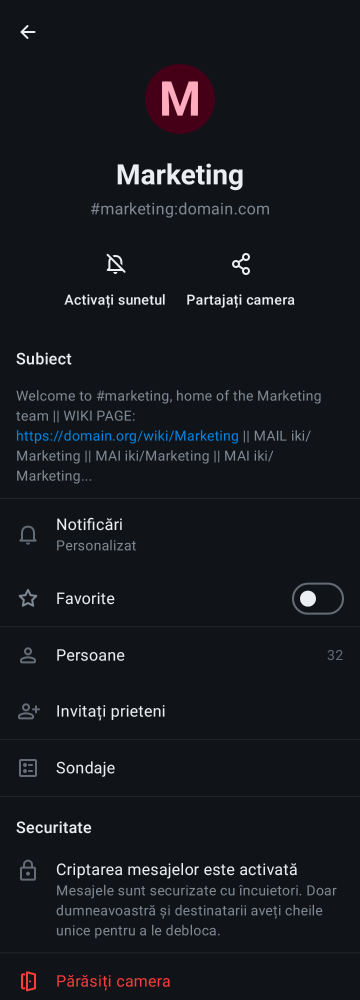 M
Marketing
#marketing:domain.com
Activați sunetul
Partajați camera
Subiect
Welcome to #marketing, home of the Marketing
team || WIKI PAGE:
https://domain.org/wiki/Marketing || MAIL iki/
Marketing || MAI iki/Marketing || MAI iki/
Marketing...
Notificări
Personalizat
Favorite
Persoane 32
Invitați prieteni
Sondaje
Securitate
Criptarea mesajelor este activată
Mesajele sunt securizate cu încuietori. Doar
dumneavoastră și destinatarii aveți cheile
unice pentru a le debloca.
Părăsiți camera